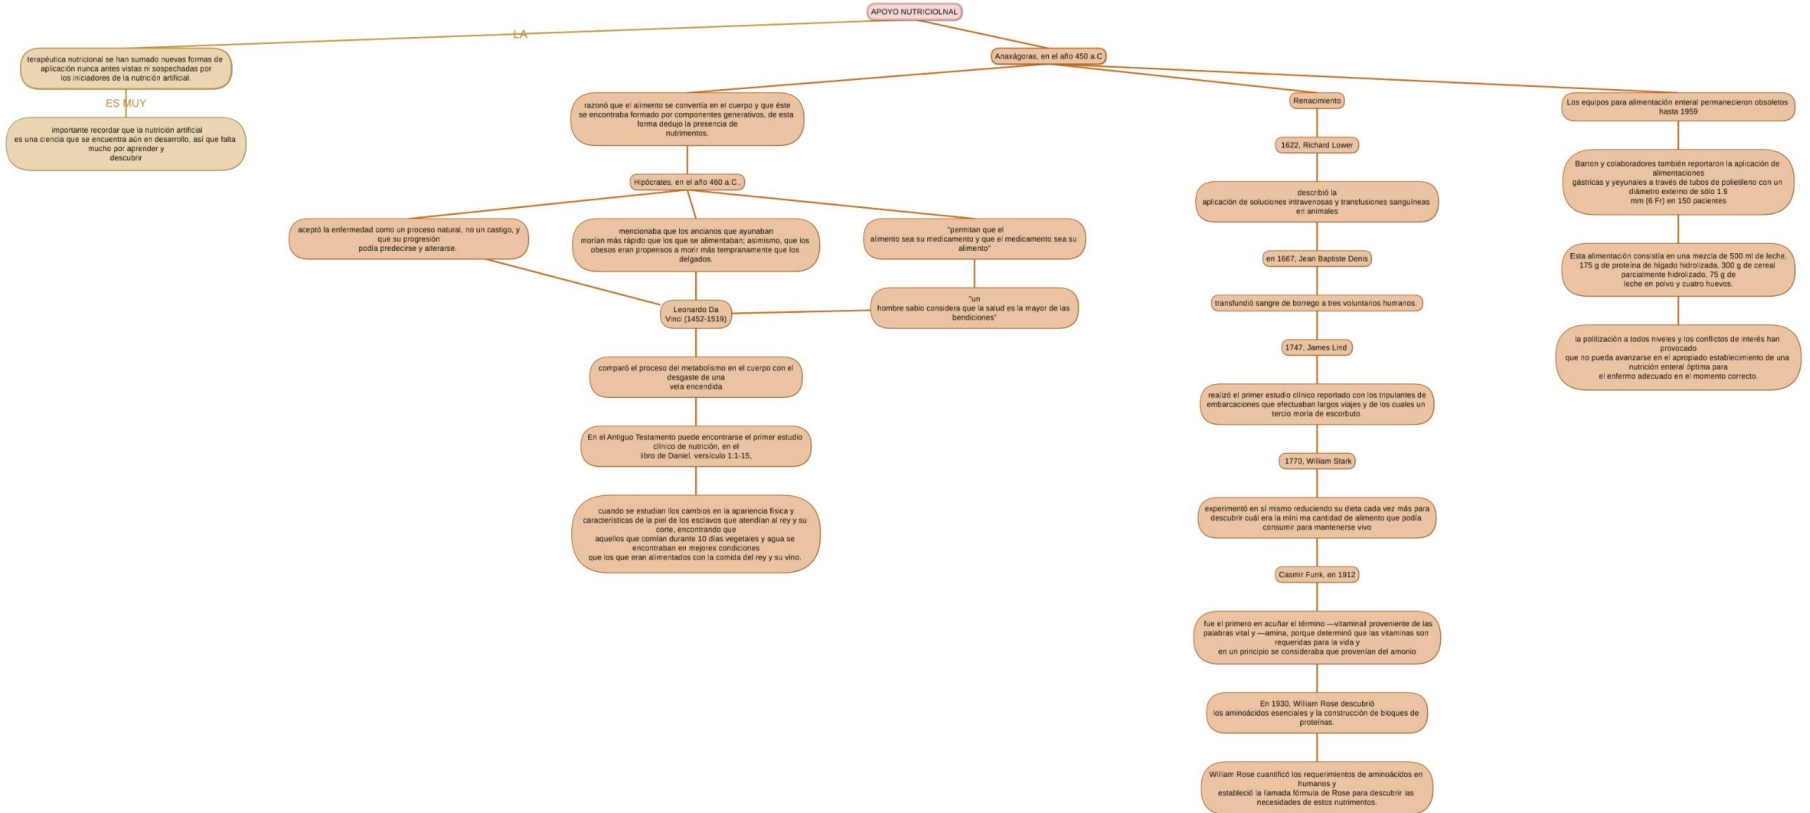 APOYO NUTRICIOLNAL
LA
terapéutica nutricional se han sumado nuevas formas de
aplicación nunca antes vistas ni sospechadas por
los iniciadores de la nutrición artificial.
ES MUY
importante recordar que la nutrición artificial
es una ciencia que se encuentra aún en desarrollo, así que falta
mucho por aprender y
descubrir
Anaxágoras, en el año 450 a.C
razonó que el alimento se convertía en el cuerpo y que éste
se encontraba formado por componentes generativos, de esta
forma dedujo la presencia de
nutrimentos.
Hipócrates, en el año 460 a.C.,
aceptó la enfermedad como un proceso natural, no un castigo, y
que su progresión
podía predecirse y alterarse.
mencionaba que los ancianos que ayunaban
morían más rápido que los que se alimentaban; asimismo, que los
obesos eran propensos a morir más tempranamente que los
delgados.
"permitan que el
alimento sea su medicamento y que el medicamento sea su
alimento"
"un
hombre sabio considera que la salud es la mayor de las
bendiciones"
Leonardo Da
Vinci (1452-1519)
comparó el proceso del metabolismo en el cuerpo con el
desgaste de una
vela encendida
En el Antiguo Testamento puede encontrarse el primer estudio
clínico de nutrición, en el
libro de Daniel, versículo 1:1-15,
cuando se estudian llos cambios en la apariencia física y
características de la piel de los esclavos que atendían al rey y su
corte, encontrando que
aquellos que comían durante 10 días vegetales y agua se
encontraban en mejores condiciones
que los que eran alimentados con la comida del rey y su vino.
Renacimiento
1622, Richard Lower
describió la
aplicación de soluciones intravenosas y transfusiones sanguíneas
en animales
en 1667, Jean Baptiste Denis
transfundió sangre de borrego a tres voluntarios humanos.
1747, James Lind
realizó el primer estudio clínico reportado con los tripulantes de
embarcaciones que efectuaban largos viajes y de los cuales un
tercio moría de escorbuto.
1770, William Stark
experimentó en sí mismo reduciendo su dieta cada vez más para
descubrir cuál era la míni ma cantidad de alimento que podía
consumir para mantenerse vivo
Casmir Funk, en 1912
fue el primero en acuñar el término ―vitaminaǁ proveniente de las
palabras vital y ―amina, porque determinó que las vitaminas son
requeridas para la vida y
en un principio se consideraba que provenían del amonio
En 1930, William Rose descubrió
los aminoácidos esenciales y la construcción de bloques de
proteínas.
William Rose cuantificó los requerimientos de aminoácidos en
humanos y
estableció la llamada fórmula de Rose para descubrir las
necesidades de estos nutrimentos.
Los equipos para alimentación enteral permanecieron obsoletos
hasta 1959
Barron y colaboradores también reportaron la aplicación de
alimentaciones
gástricas y yeyunales a través de tubos de polietileno con un
diámetro externo de sólo 1.9
mm (6 Fr) en 150 pacientes
Esta alimentación consistía en una mezcla de 500 ml de leche,
175 g de proteína de hígado hidrolizada, 300 g de cereal
parcialmente hidrolizado, 75 g de
leche en polvo y cuatro huevos.
la politización a todos niveles y los conflictos de interés han
provocado
que no pueda avanzarse en el apropiado establecimiento de una
nutrición enteral óptima para
el enfermo adecuado en el momento correcto.